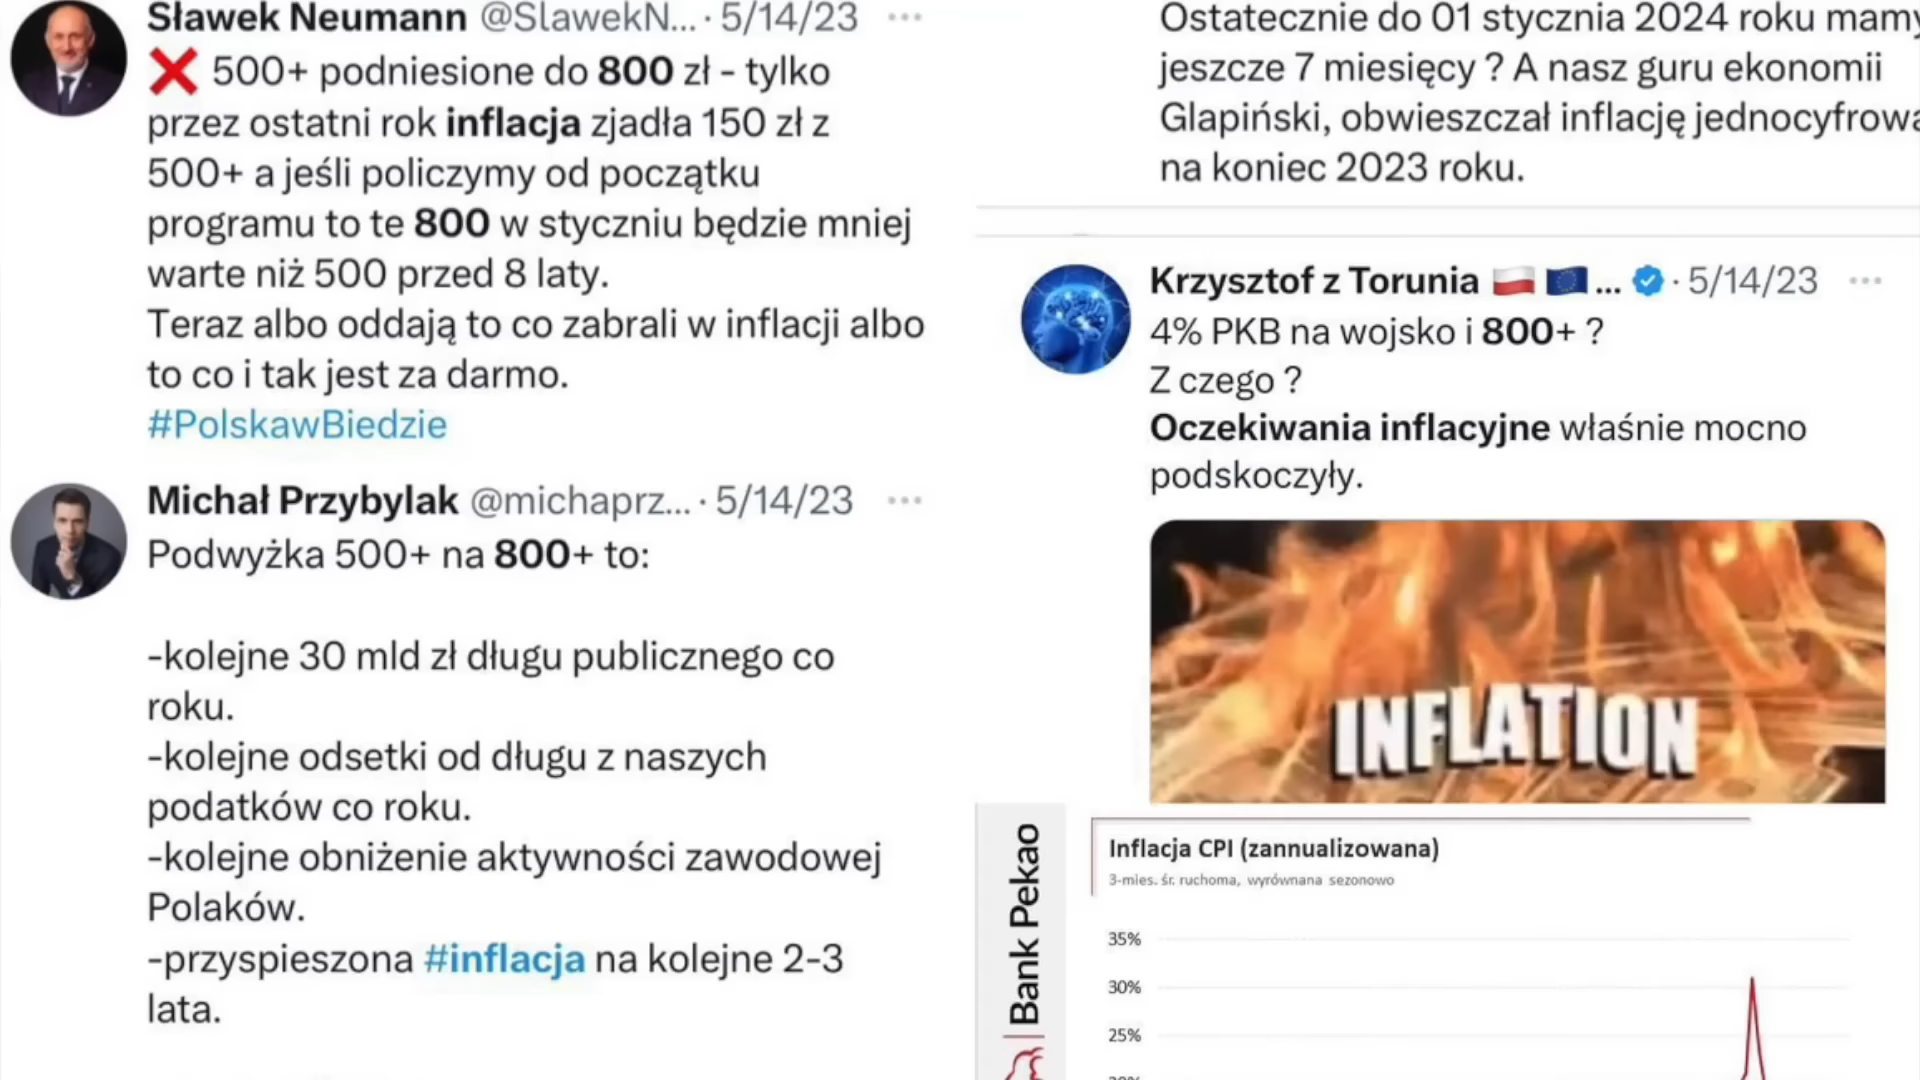 Sławek Neumann @SlawekN... · 5/14/23
❌ 500+ podniesione do 800 zł - tylko
przez ostatni rok inflacja zjadła 150 zł z
500+ a jeśli policzymy od początku
programu to te 800 w styczniu będzie mniej
warte niż 500 przed 8 laty.
Teraz albo oddają to co zabrali w inflacji albo
to co i tak jest za darmo.
#PolskawBiedzie
Michał Przybylak @michaprz... · 5/14/23
Podwyżka 500+ na 800+ to:
-kolejne 30 mld zł długu publicznego co
roku.
-kolejne odsetki od długu z naszych
podatków co roku.
-kolejne obniżenie aktywności zawodowej
Polaków.
-przyspieszona #inflacja na kolejne 2-3
lata.
Ostatecznie do 01 stycznia 2024 roku mamy
jeszcze 7 miesięcy ? A nasz guru ekonomii
Glapiński, obwieszczał inflację jednocyfrową
na koniec 2023 roku.
Krzysztof z Torunia 🇵🇱 🇪🇺 ... · 5/14/23
4% PKB na wojsko i 800+ ?
Z czego ?
Oczekiwania inflacyjne właśnie mocno
podskoczyły.
INFLATION
Bank Pekao
Inflacja CPI (zannualizowana)
3-mies. śr. ruchoma, wyrównana sezonowo
35%
30%
25%